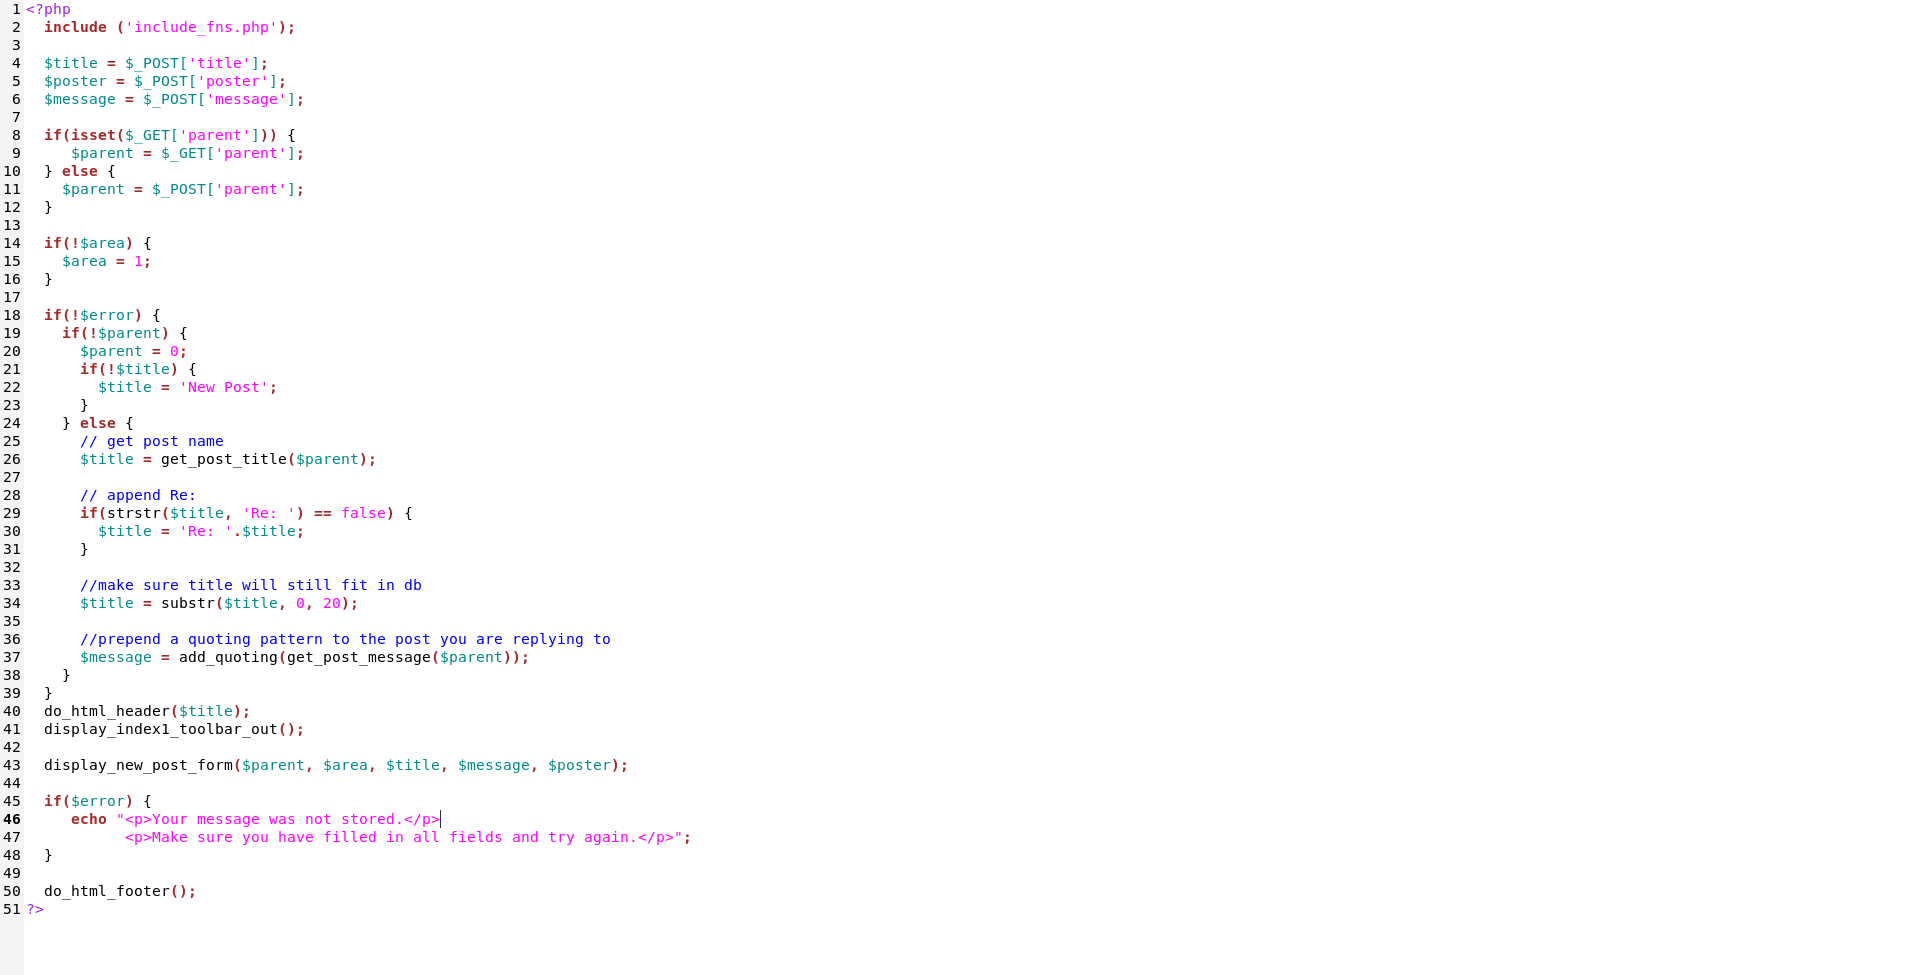 1 <?php
2   include ('include_fns.php');
3
4   $title = $_POST['title'];
5   $poster = $_POST['poster'];
6   $message = $_POST['message'];
7
8   if(isset($_GET['parent'])) {
9      $parent = $_GET['parent'];
10   } else {
11     $parent = $_POST['parent'];
12   }
13
14   if(!$area) {
15     $area = 1;
16   }
17
18   if(!$error) {
19     if(!$parent) {
20       $parent = 0;
21       if(!$title) {
22         $title = 'New Post';
23       }
24     } else {
25       // get post name
26       $title = get_post_title($parent);
27
28       // append Re:
29       if(strstr($title, 'Re: ') == false) {
30         $title = 'Re: '.$title;
31       }
32
33       //make sure title will still fit in db
34       $title = substr($title, 0, 20);
35
36       //prepend a quoting pattern to the post you are replying to
37       $message = add_quoting(get_post_message($parent));
38     }
39   }
40   do_html_header($title);
41   display_index1_toolbar_out();
42
43   display_new_post_form($parent, $area, $title, $message, $poster);
44
45   if($error) {
46      echo "<p>Your message was not stored.</p>
47            <p>Make sure you have filled in all fields and try again.</p>";
48   }
49
50   do_html_footer();
51 ?>